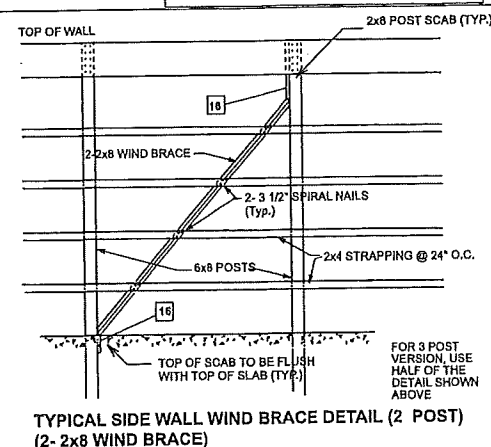 2x8 POST SCAB (TYP.)
TOP OF WALL
16
2-2x8 WIND BRACE
2- 3 1/2" SPIRAL NAILS
(Typ.)
2x4 STRAPPING @ 24" O.C.
6x8 POSTS
16
TOP OF SCAB TO BE FLUSH
WITH TOP OF SLAB (TYP.)
FOR 3 POST
VERSION, USE
HALF OF THE
DETAIL SHOWN
ABOVE
TYPICAL SIDE WALL WIND BRACE DETAIL (2 POST)
(2- 2x8 WIND BRACE)